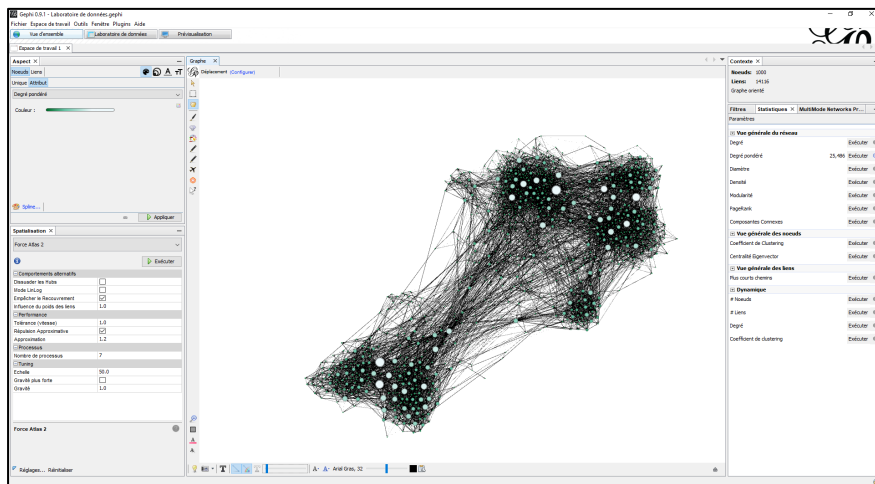 Gephi 0.9.1 - Laboratoire de données.gephi
Fichier Espace de travail Outils Fenêtre Plugins Aide
Vue d'ensemble Laboratoire de données Prévisualisation
Espace de travail 1
Aspect
Noeuds Liens
Unique Attribut
Degré pondéré
Couleur :
Spline...
Appliquer
Spatialisation
Force Atlas 2
Exécuter
Comportements alternatifs
Dissuader les Hubs
Mode LinLog
Empêcher le Recouvrement
Influence du poids des liens 1.0
Performance
Tolérance (vitesse) 1.0
Répulsion Approximative
Approximation 1.2
Processus
Nombre de processus 7
Tuning
Echelle 50.0
Gravité plus forte
Gravité 1.0
Force Atlas 2
Réglages... Réinitialiser
Graphe
Déplacement (Configurer)
Arial Gras, 32
Contexte
Noeuds: 1000
Liens: 14116
Graphe orienté
Filtres Statistiques MultiMode Networks Pr...
Paramètres
Vue générale du réseau
Degré Exécuter
Degré pondéré 25,486 Exécuter
Diamètre Exécuter
Densité Exécuter
Modularité Exécuter
PageRank Exécuter
Composantes Connexes Exécuter
Vue générale des noeuds
Coefficient de Clustering Exécuter
Centralité Eigenvector Exécuter
Vue générale des liens
Plus courts chemins Exécuter
Dynamique
# Noeuds Exécuter
# Liens Exécuter
Degré Exécuter
Coefficient de clustering Exécuter